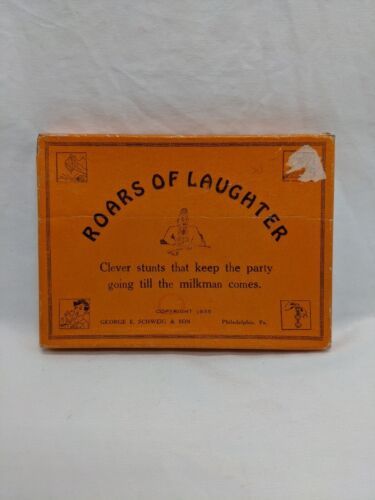 ROARS OF LAUGHTER
Clever stunts that keep the party
going till the milkman comes.
COPYRIGHT 1935
GEORGE E. SCHWEIG & SON Philadelphia, Pa.